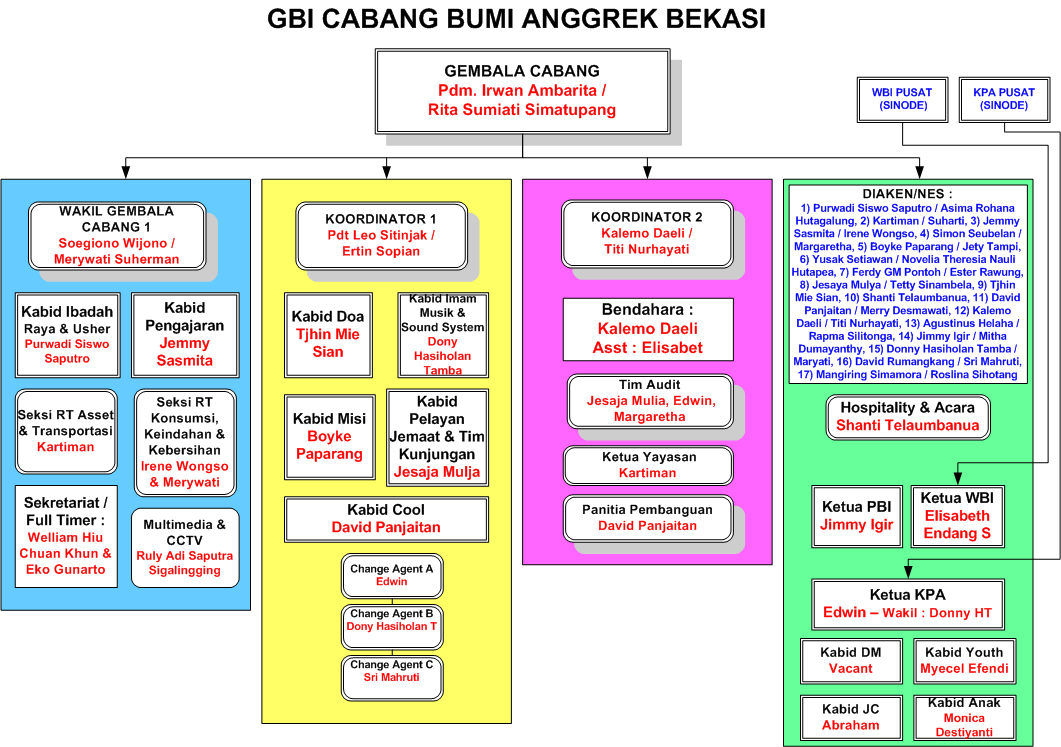 GBI CABANG BUMI ANGGREK BEKASI
GEMBALA CABANG
Pdm. Irwan Ambarita /
Rita Sumiati Simatupang
WBI PUSAT
(SINODE)
KPA PUSAT
(SINODE)
WAKIL GEMBALA
CABANG 1
Soegiono Wijono /
Merywati Suherman
Kabid Ibadah
Raya & Usher
Purwadi Siswo
Saputro
Kabid
Pengajaran
Jemmy
Sasmita
Seksi RT Asset
& Transportasi
Kartiman
Seksi RT
Konsumsi,
Keindahan &
Kebersihan
Irene Wongso
& Merywati
Sekretariat /
Full Timer :
Welliam Hiu
Chuan Khun &
Eko Gunarto
Multimedia &
CCTV
Ruly Adi Saputra
Sigalingging
KOORDINATOR 1
Pdt Leo Sitinjak /
Ertin Sopian
Kabid Doa
Tjhin Mie
Sian
Kabid Imam
Musik &
Sound System
Dony
Hasiholan
Tamba
Kabid Misi
Boyke
Paparang
Kabid
Pelayan
Jemaat & Tim
Kunjungan
Jesaja Mulja
Kabid Cool
David Panjaitan
Change Agent A
Edwin
Change Agent B
Dony Hasiholan T
Change Agent C
Sri Mahruti
KOORDINATOR 2
Kalemo Daeli /
Titi Nurhayati
Bendahara :
Kalemo Daeli
Asst : Elisabet
Tim Audit
Jesaja Mulia, Edwin,
Margaretha
Ketua Yayasan
Kartiman
Panitia Pembanguan
David Panjaitan
DIAKEN/NES :
1) Purwadi Siswo Saputro / Asima Rohana
Hutagalung, 2) Kartiman / Suharti, 3) Jemmy
Sasmita / Irene Wongso, 4) Simon Seubelan /
Margaretha, 5) Boyke Paparang / Jety Tampi,
6) Yusak Setiawan / Novelia Theresia Nauli
Hutapea, 7) Ferdy GM Pontoh / Ester Rawung,
8) Jesaya Mulya / Tetty Sinambela, 9) Tjhin
Mie Sian, 10) Shanti Telaumbanua, 11) David
Panjaitan / Merry Desmawati, 12) Kalemo
Daeli / Titi Nurhayati, 13) Agustinus Helaha /
Rapma Silitonga, 14) Jimmy Igir / Mitha
Dumayanthy, 15) Donny Hasiholan Tamba /
Maryati, 16) David Rumangkang / Sri Mahruti,
17) Mangiring Simamora / Roslina Sihotang
Hospitality & Acara
Shanti Telaumbanua
Ketua PBI
Jimmy Igir
Ketua WBI
Elisabeth
Endang S
Ketua KPA
Edwin – Wakil : Donny HT
Kabid DM
Vacant
Kabid Youth
Myecel Efendi
Kabid JC
Abraham
Kabid Anak
Monica
Destiyanti